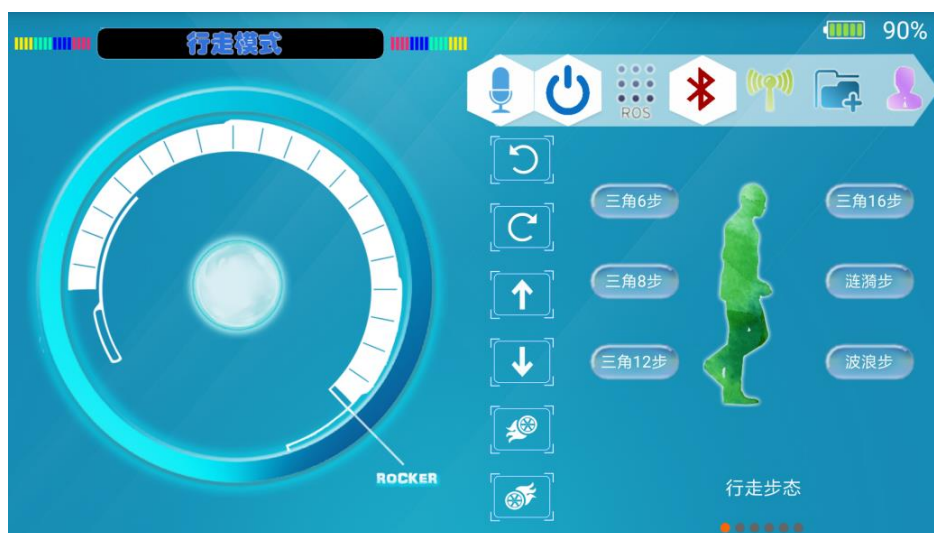 行走模式
90%
ROS
三角6步
三角16步
三角8步
涟漪步
三角12步
波浪步
ROCKER
行走步态